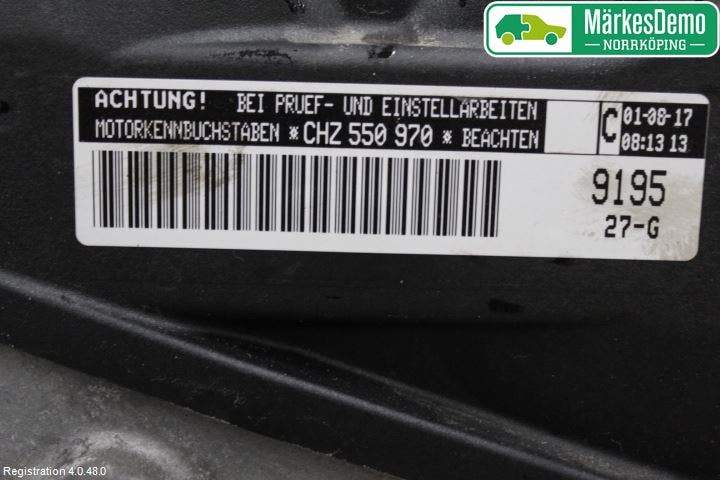 MärkesDemo
NORRKÖPING
ACHTUNG! BEI PRUEF- UND EINSTELLARBEITEN
MOTORKENNBUCHSTABEN *CHZ 550 970* BEACHTEN
C
01-08-17
08:13 13
9195
27-G
Registration 4.0.48.0